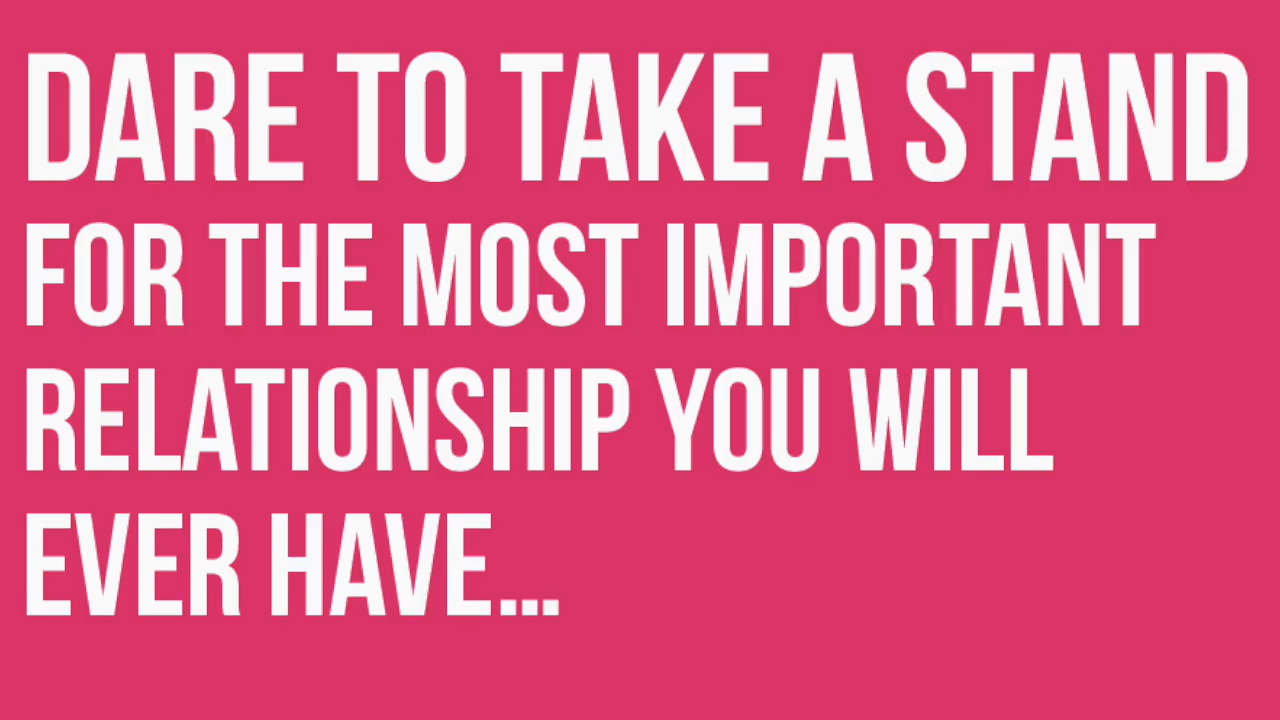 DARE TO TAKE A STAND
FOR THE MOST IMPORTANT
RELATIONSHIP YOU WILL
EVER HAVE...